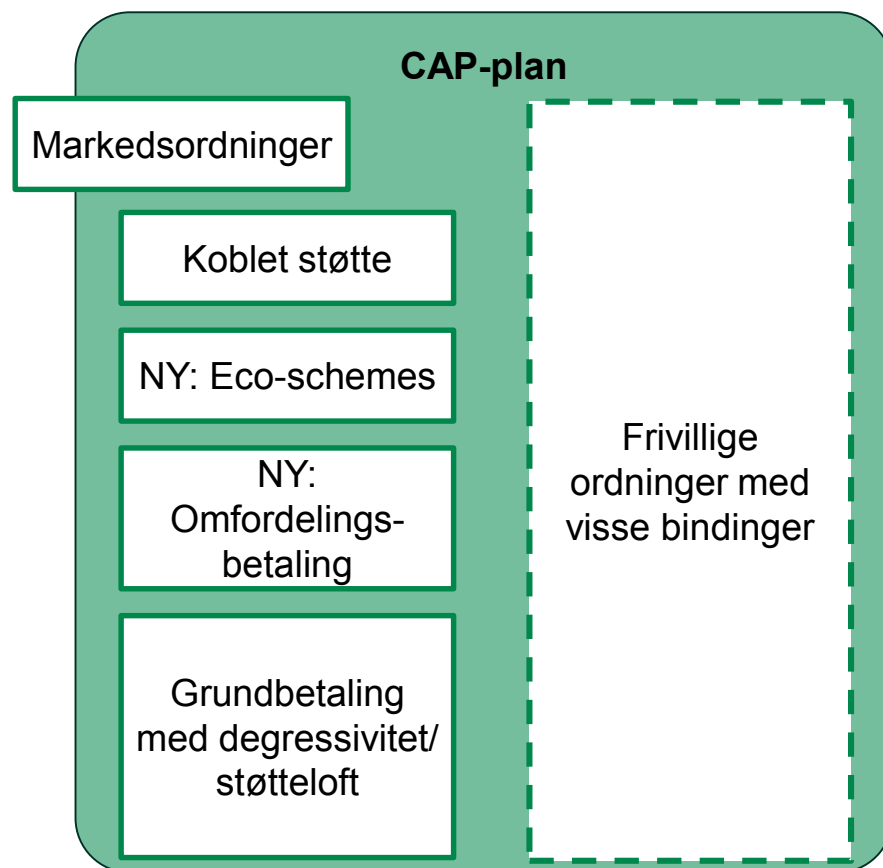 CAP-plan
Markedsordninger
Koblet støtte
NY: Eco-schemes
NY:
Omfordelings-
betaling
Grundbetaling
med degressivitet/
støtteloft
Frivillige
ordninger med
visse bindinger